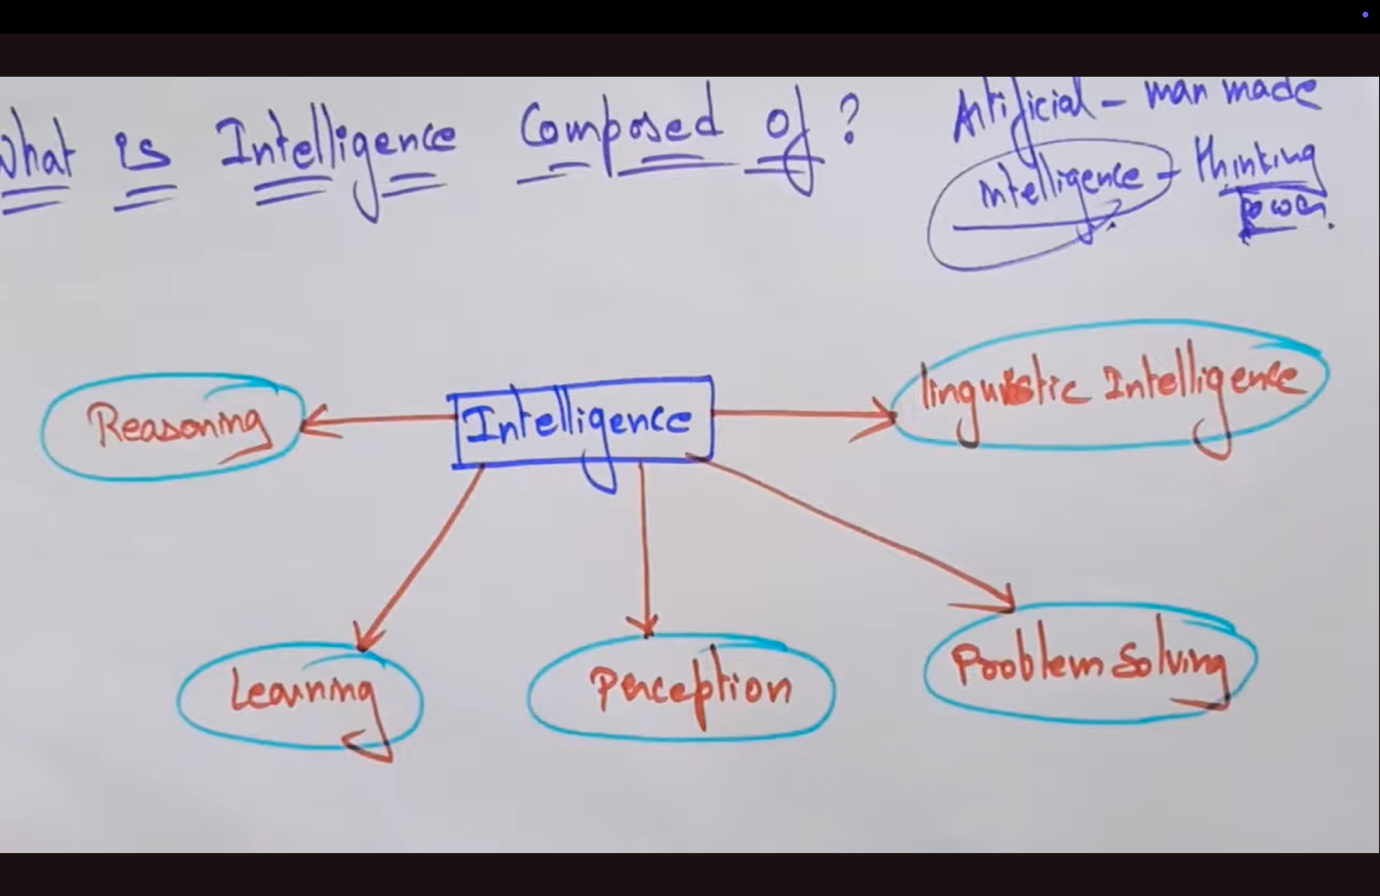 What is Intelligence Composed of?
Artificial - man made
Intelligence - thinking
power.
Reasoning
Intelligence
linguistic Intelligence
Learning
Perception
Problem Solving